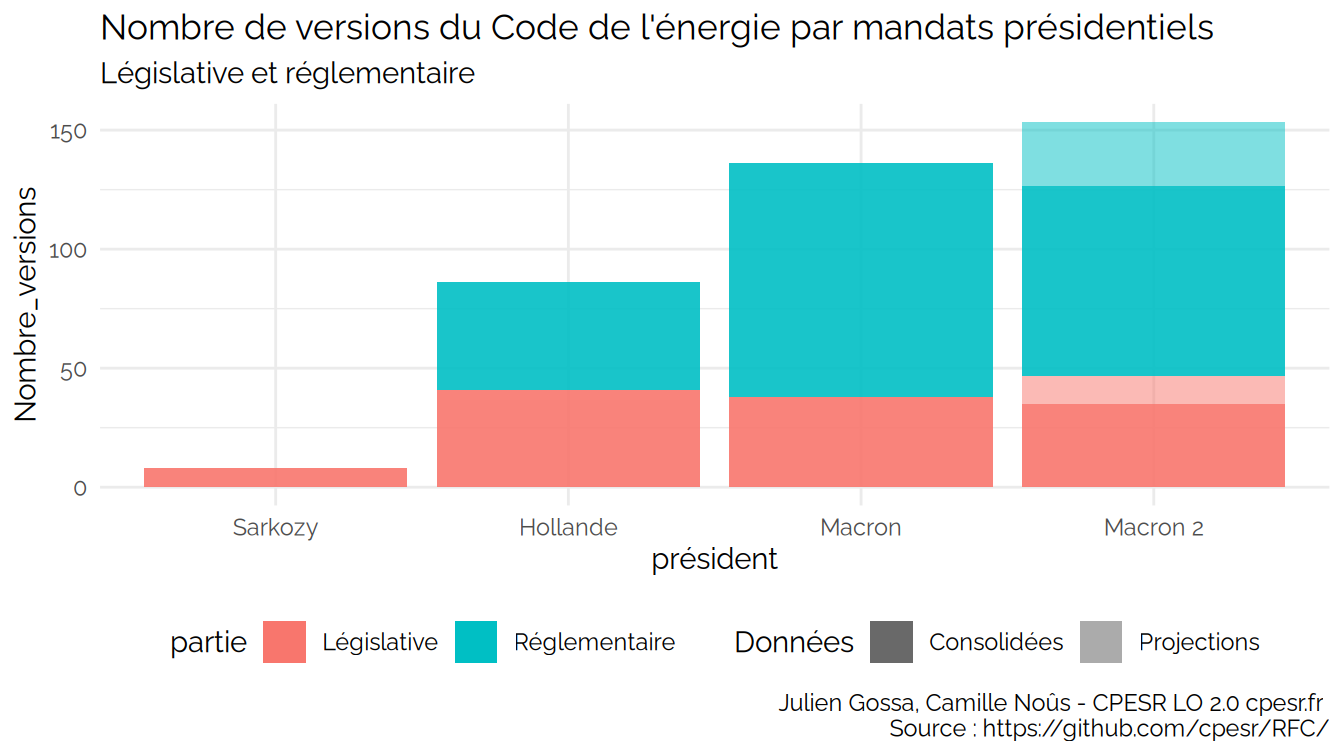 Nombre de versions du Code de l'énergie par mandats présidentiels
Législative et réglementaire
Nombre_versions
150
100
50
0
Sarkozy Hollande Macron Macron 2
président
partie Législative Réglementaire Données Consolidées Projections
Julien Gossa, Camille Noûs - CPESR LO 2.0 cpesr.fr
Source : https://github.com/cpesr/RFC/